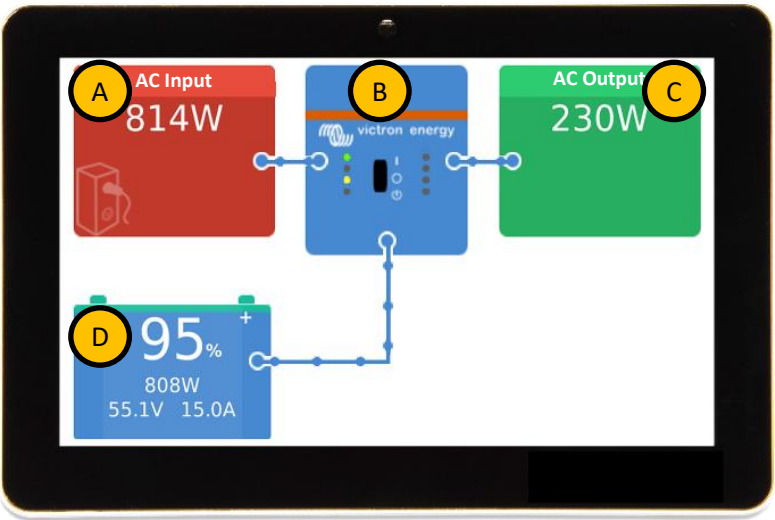 A
AC Input
814W
B
victron energy
I
C
AC Output
230W
D
95%
+
808W
55.1V 15.0A